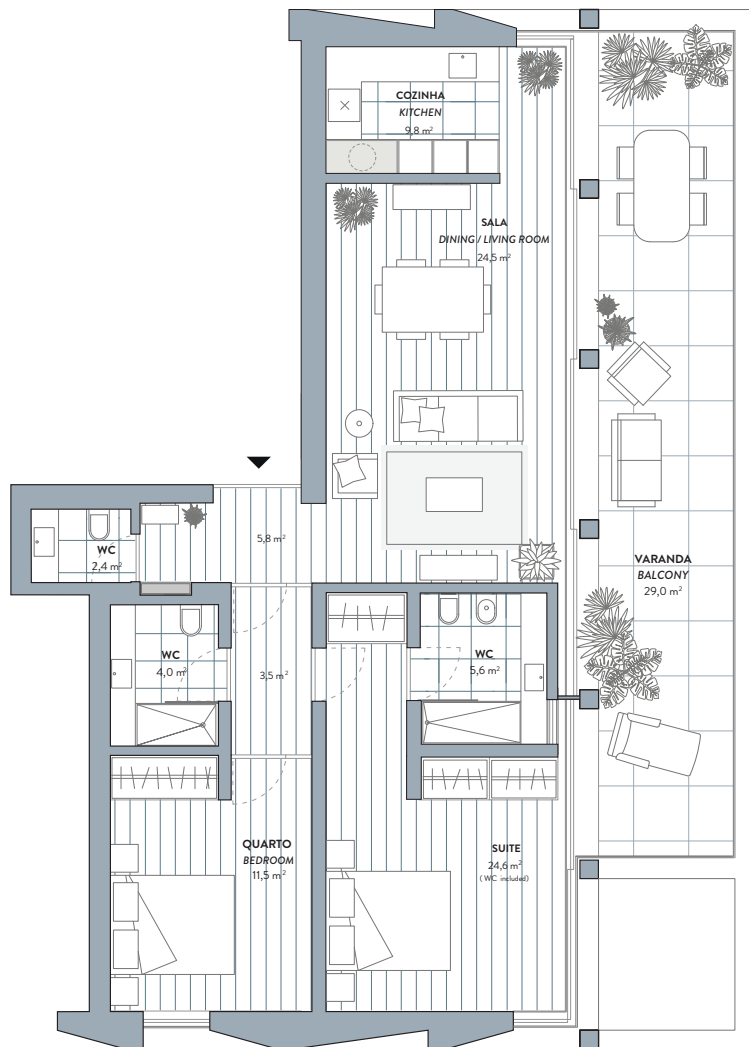 COZINHA
KITCHEN
9,8 m²
SALA
DINING / LIVING ROOM
24,5 m²
5,8 m²
WC
2,4 m²
VARANDA
BALCONY
29,0 m²
WC
4,0 m²
3,5 m²
WC
5,6 m²
QUARTO
BEDROOM
11,5 m²
SUITE
24,6 m²
(WC included)